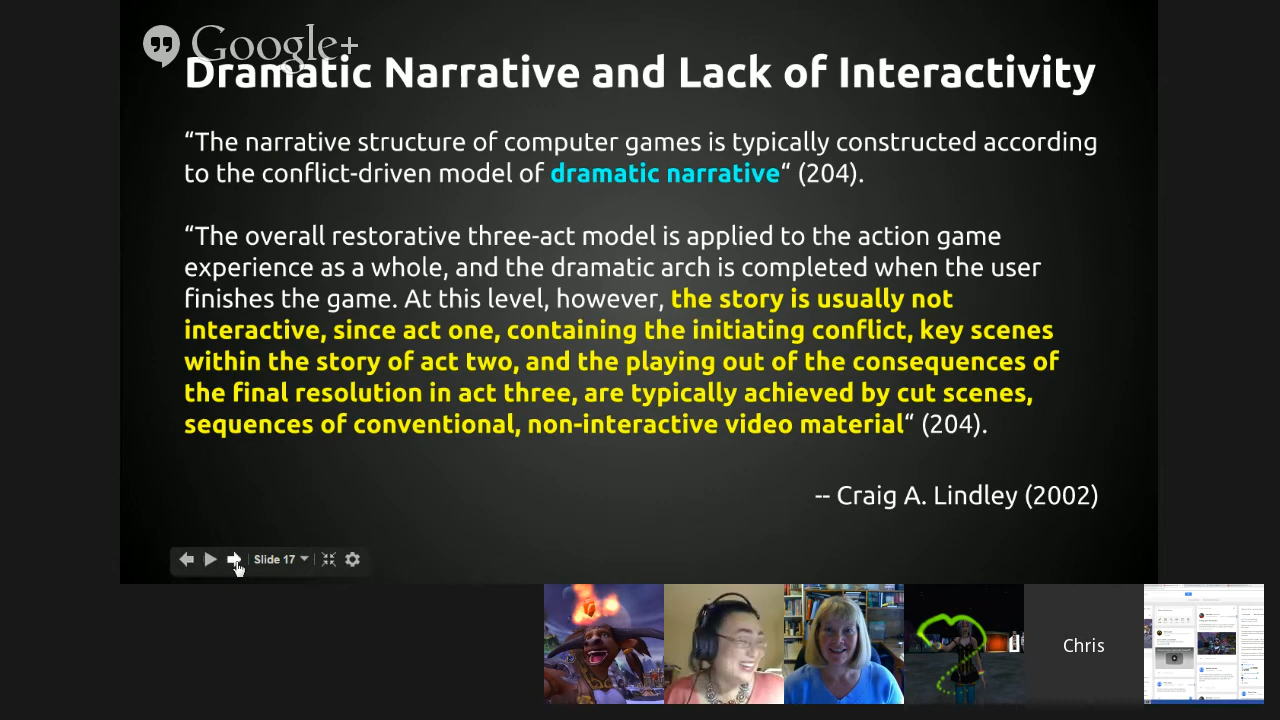 Google+
Dramatic Narrative and Lack of Interactivity
“The narrative structure of computer games is typically constructed according
to the conflict-driven model of dramatic narrative“ (204).
“The overall restorative three-act model is applied to the action game
experience as a whole, and the dramatic arch is completed when the user
finishes the game. At this level, however, the story is usually not
interactive, since act one, containing the initiating conflict, key scenes
within the story of act two, and the playing out of the consequences of
the final resolution in act three, are typically achieved by cut scenes,
sequences of conventional, non-interactive video material“ (204).
-- Craig A. Lindley (2002)
Slide 17
Chris